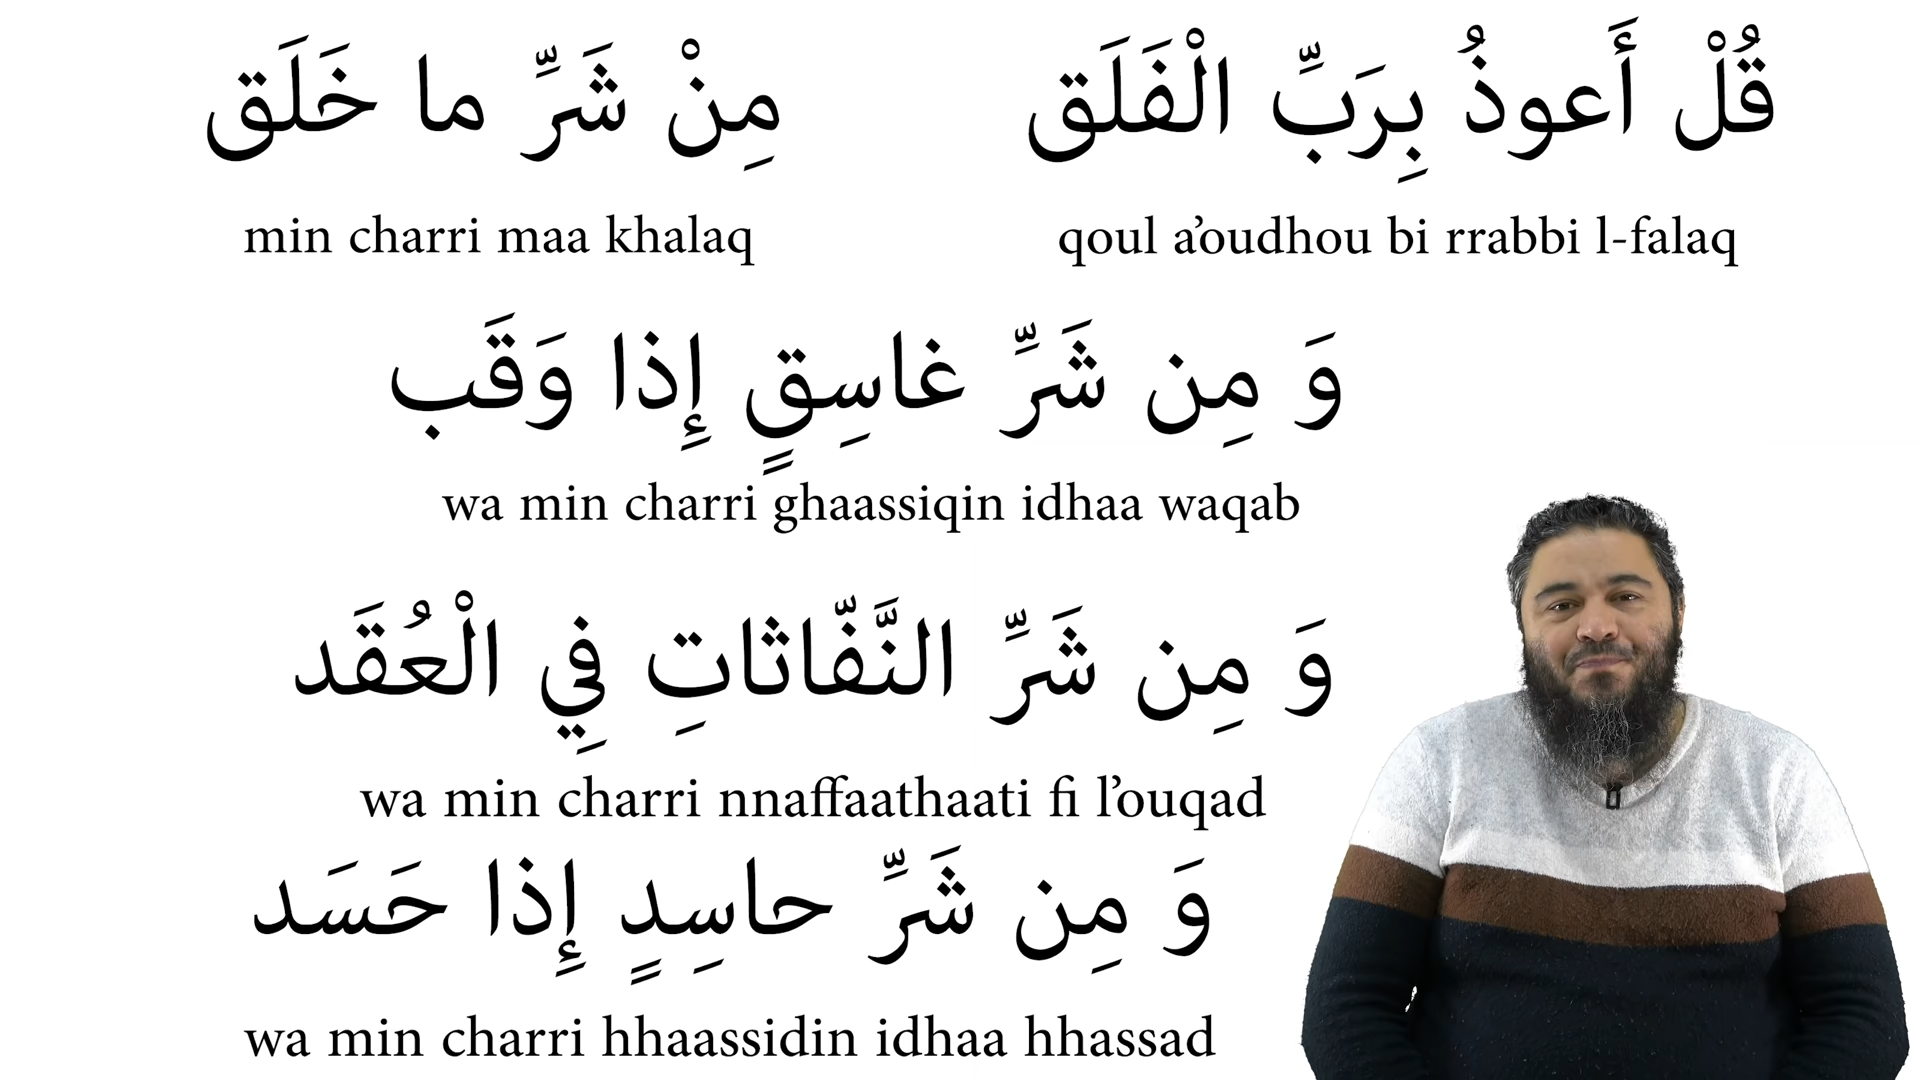 قُلْ أَعوذُ بِرَبِّ الْفَلَق
qoul a’oudhou bi rrabbi l-falaq
مِنْ شَرِّ ما خَلَق
min charri maa khalaq
وَ مِن شَرِّ غاسِقٍ إِذا وَقَب
wa min charri ghaassiqin idhaa waqab
وَ مِن شَرِّ النَّفّاثاتِ فِي الْعُقَد
wa min charri nnaffaathaati fi l’ouqad
وَ مِن شَرِّ حاسِدٍ إِذا حَسَد
wa min charri hhaassidin idhaa hhassad